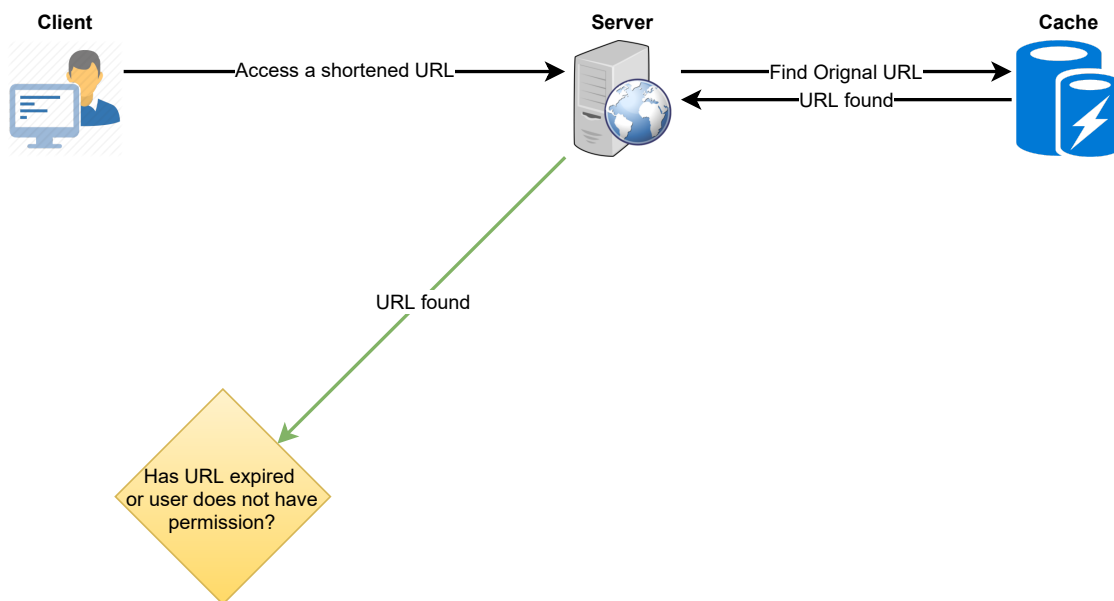 Client
Server
Cache
Access a shortened URL
Find Orignal URL
URL found
URL found
Has URL expired
or user does not have
permission?